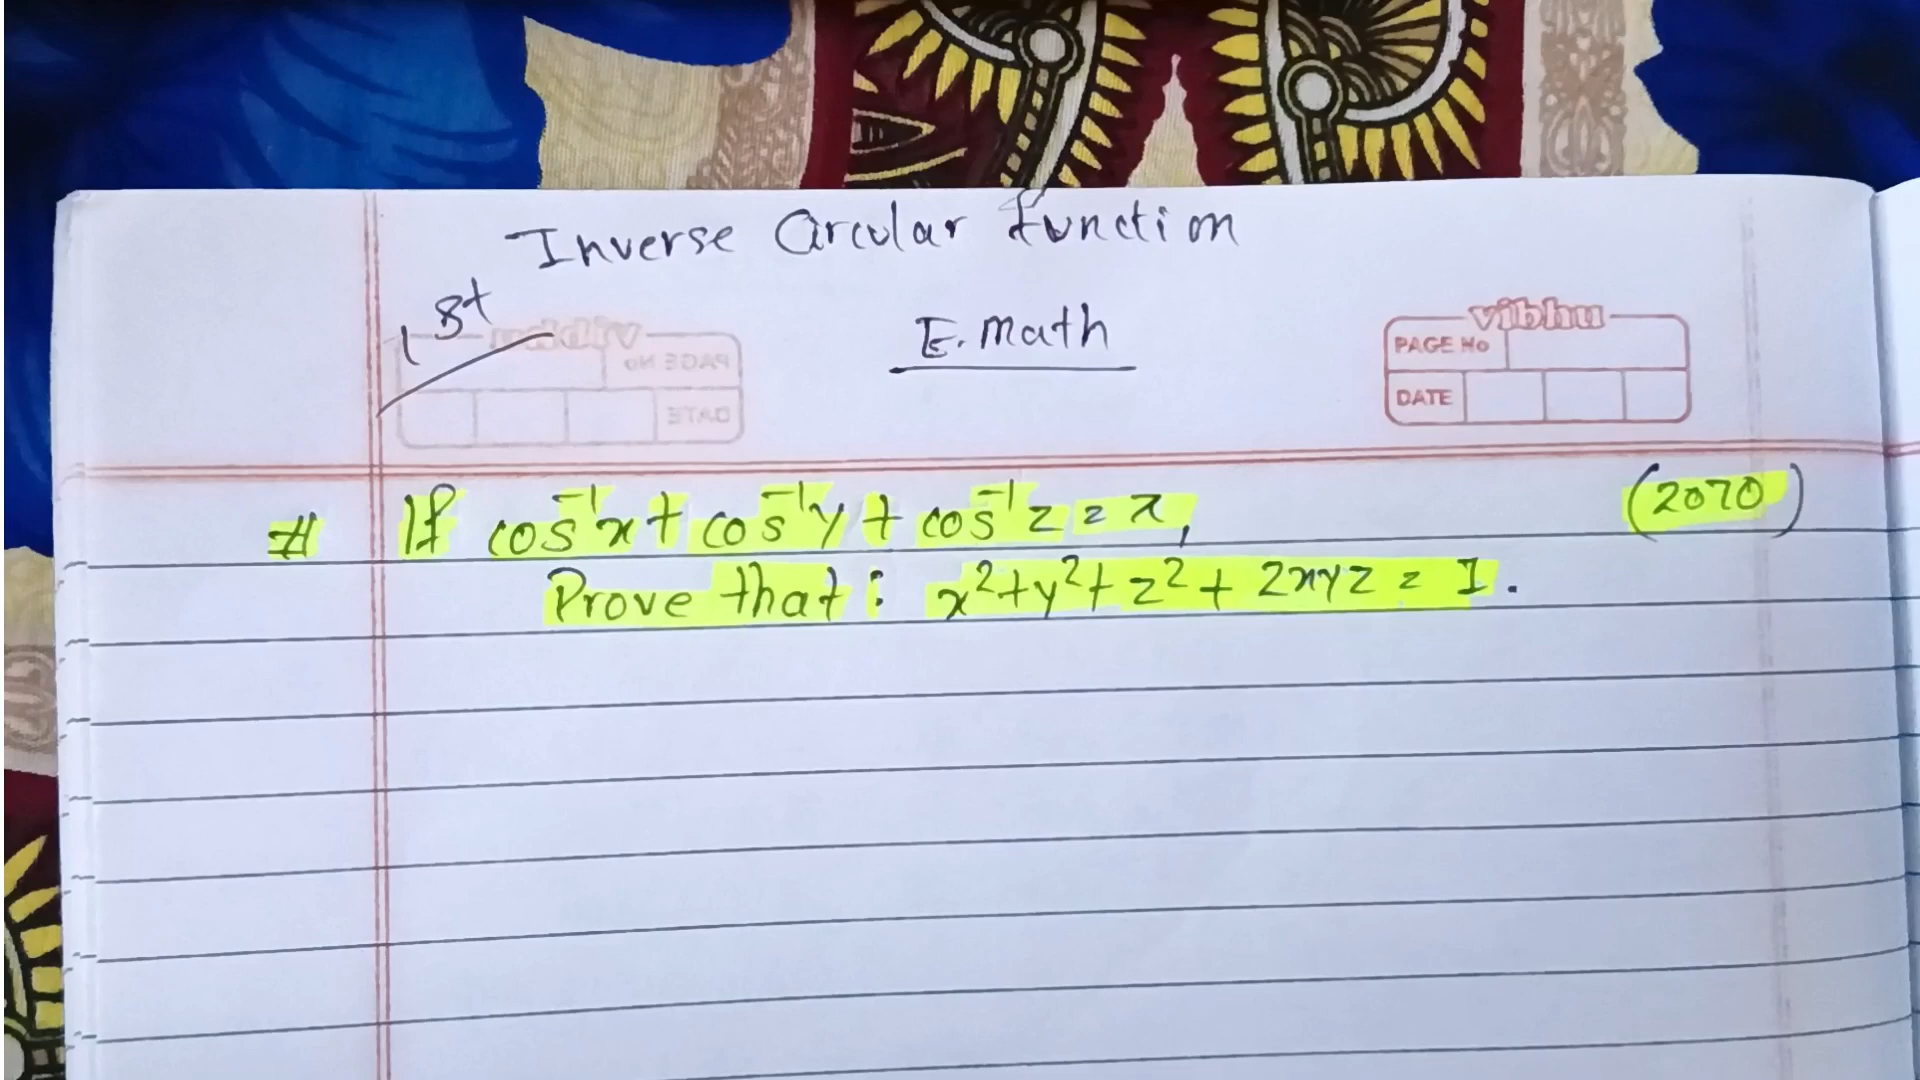 Inverse Circular function
1st
E. Math
vibhu
PAGE No
DATE
# If cos⁻¹x + cos⁻¹y + cos⁻¹z = π, (2070)
Prove that : x² + y² + z² + 2xyz = 1.